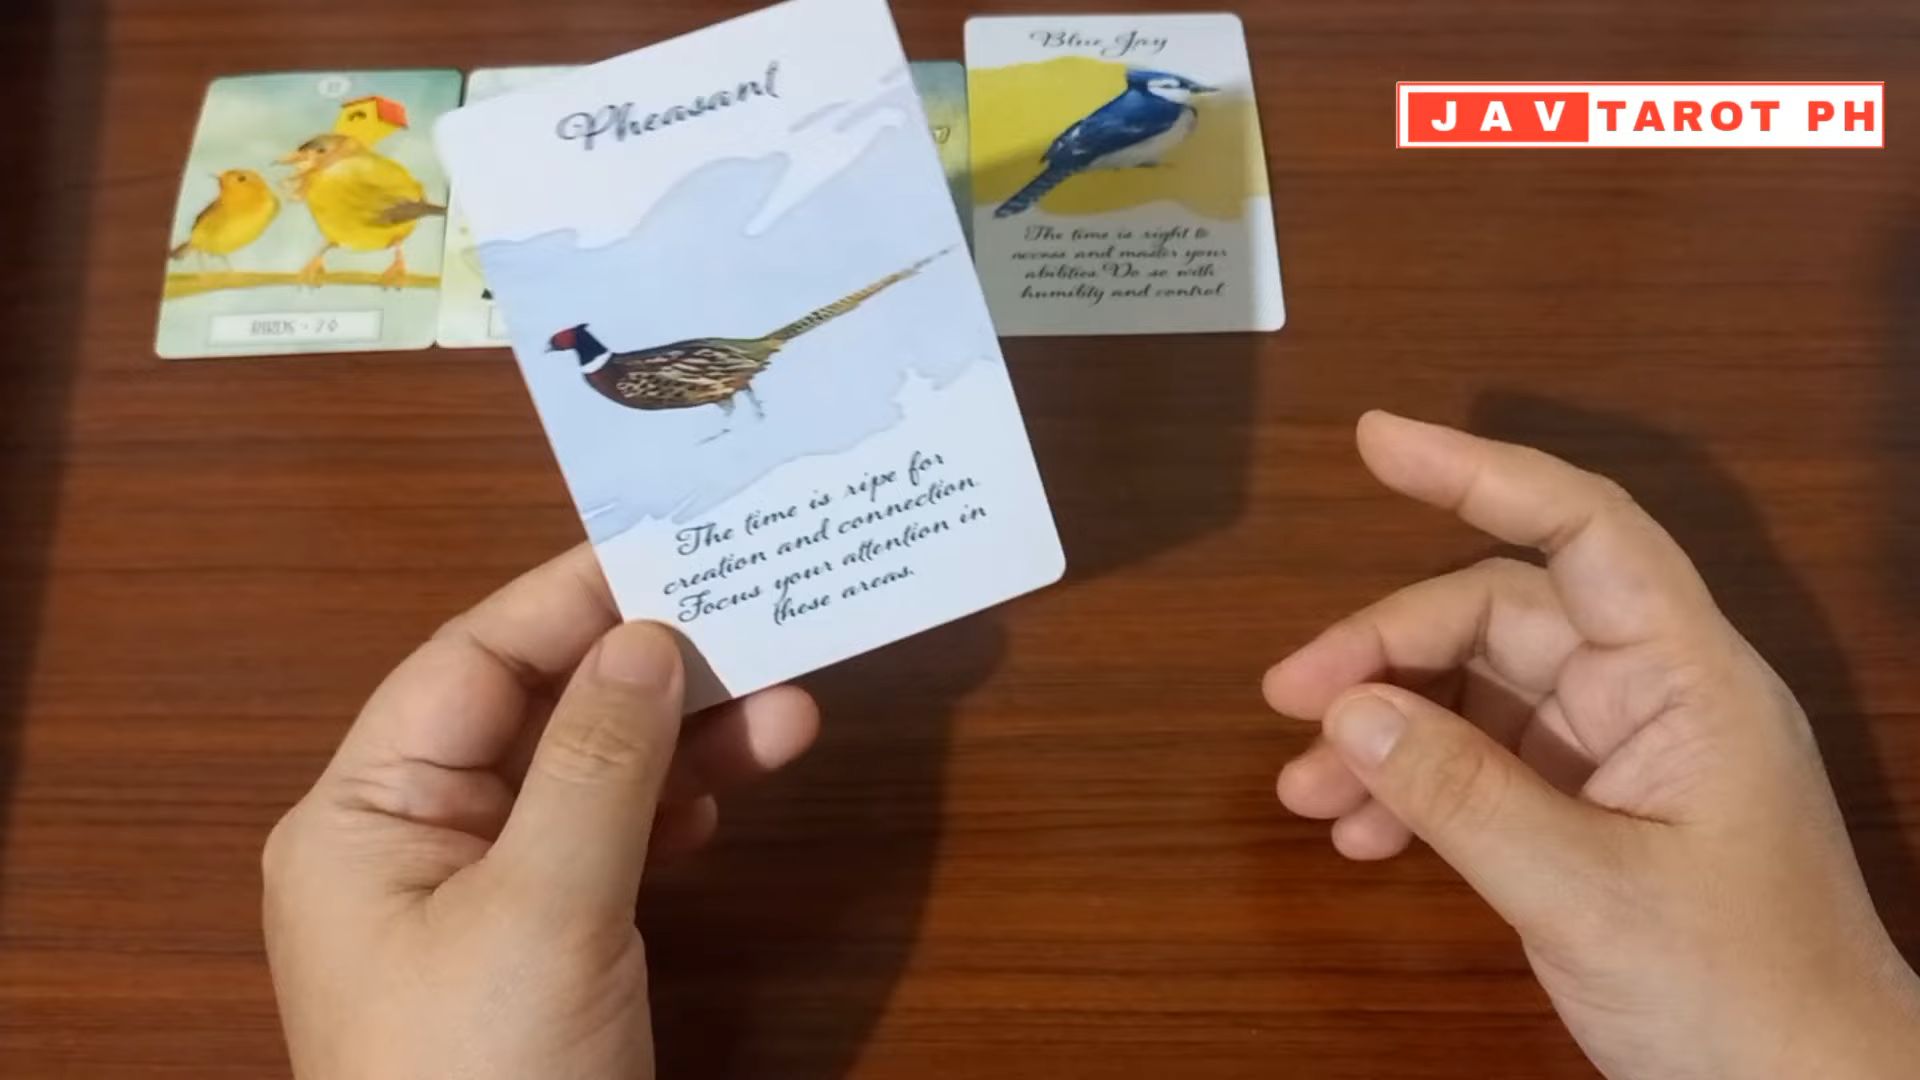 Pheasant
The time is ripe for
creation and connection.
Focus your attention in
these areas.
Blue Jay
The time is right to
access and master your
abilities. Do so with
humility and control.
BIRDS
JAV TAROT PH